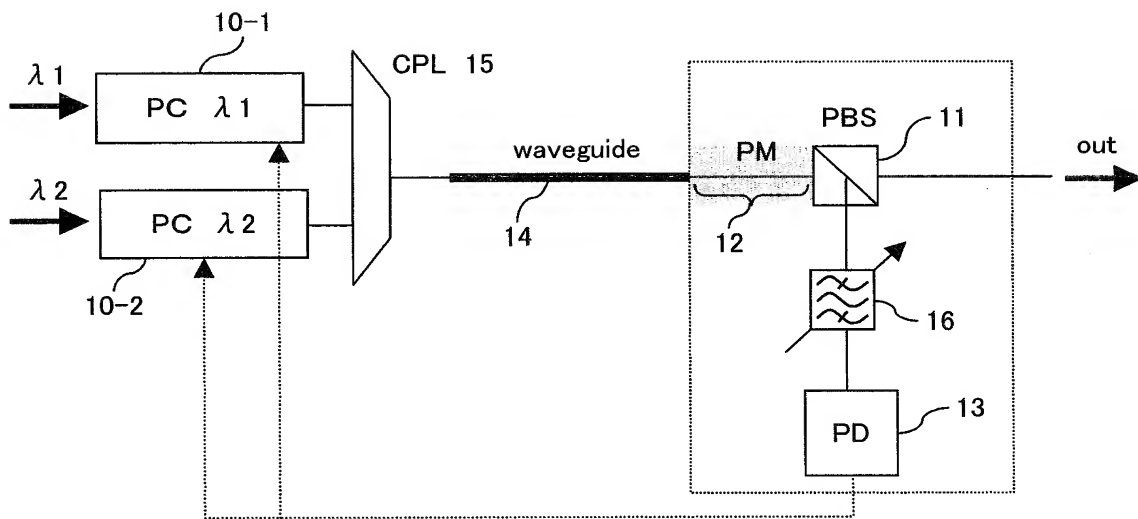 10-1
λ1
PC λ1
CPL 15
λ2
PC λ2
10-2
waveguide
14
PM
12
PBS
11
out
16
PD
13